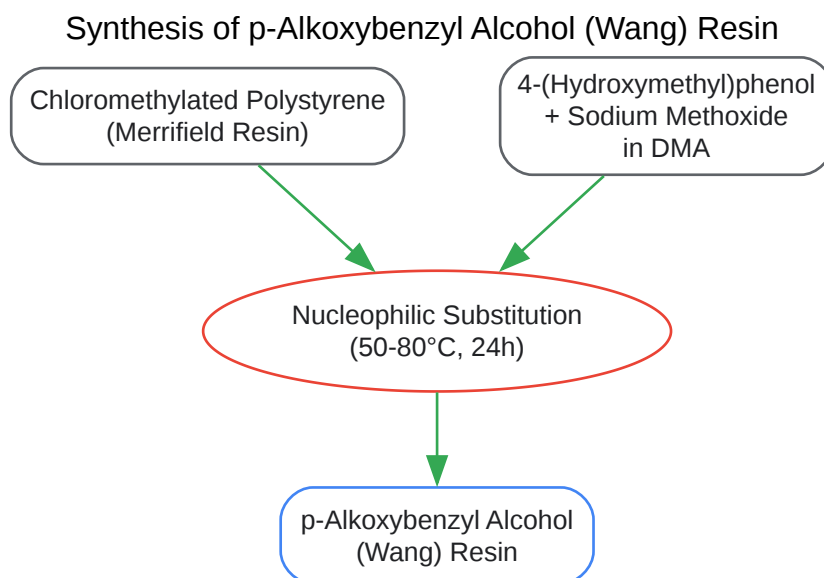 Synthesis of p-Alkoxybenzyl Alcohol (Wang) Resin
Chloromethylated Polystyrene
(Merrifield Resin)
4-(Hydroxymethyl)phenol
+ Sodium Methoxide
in DMA
Nucleophilic Substitution
(50-80°C, 24h)
p-Alkoxybenzyl Alcohol
(Wang) Resin